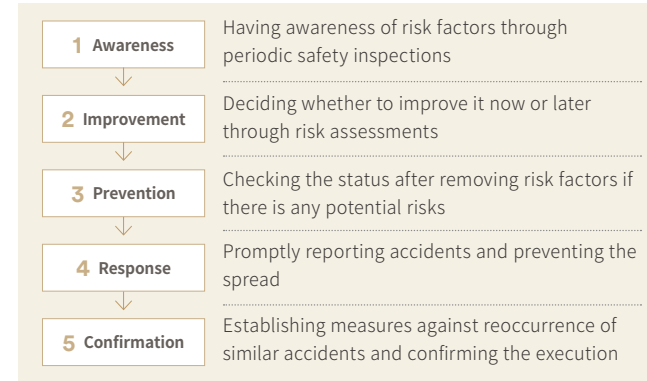 1 Awareness
Having awareness of risk factors through
periodic safety inspections
2 Improvement
Deciding whether to improve it now or later
through risk assessments
3 Prevention
Checking the status after removing risk factors if
there is any potential risks
4 Response
Promptly reporting accidents and preventing the
spread
5 Confirmation
Establishing measures against reoccurrence of
similar accidents and confirming the execution